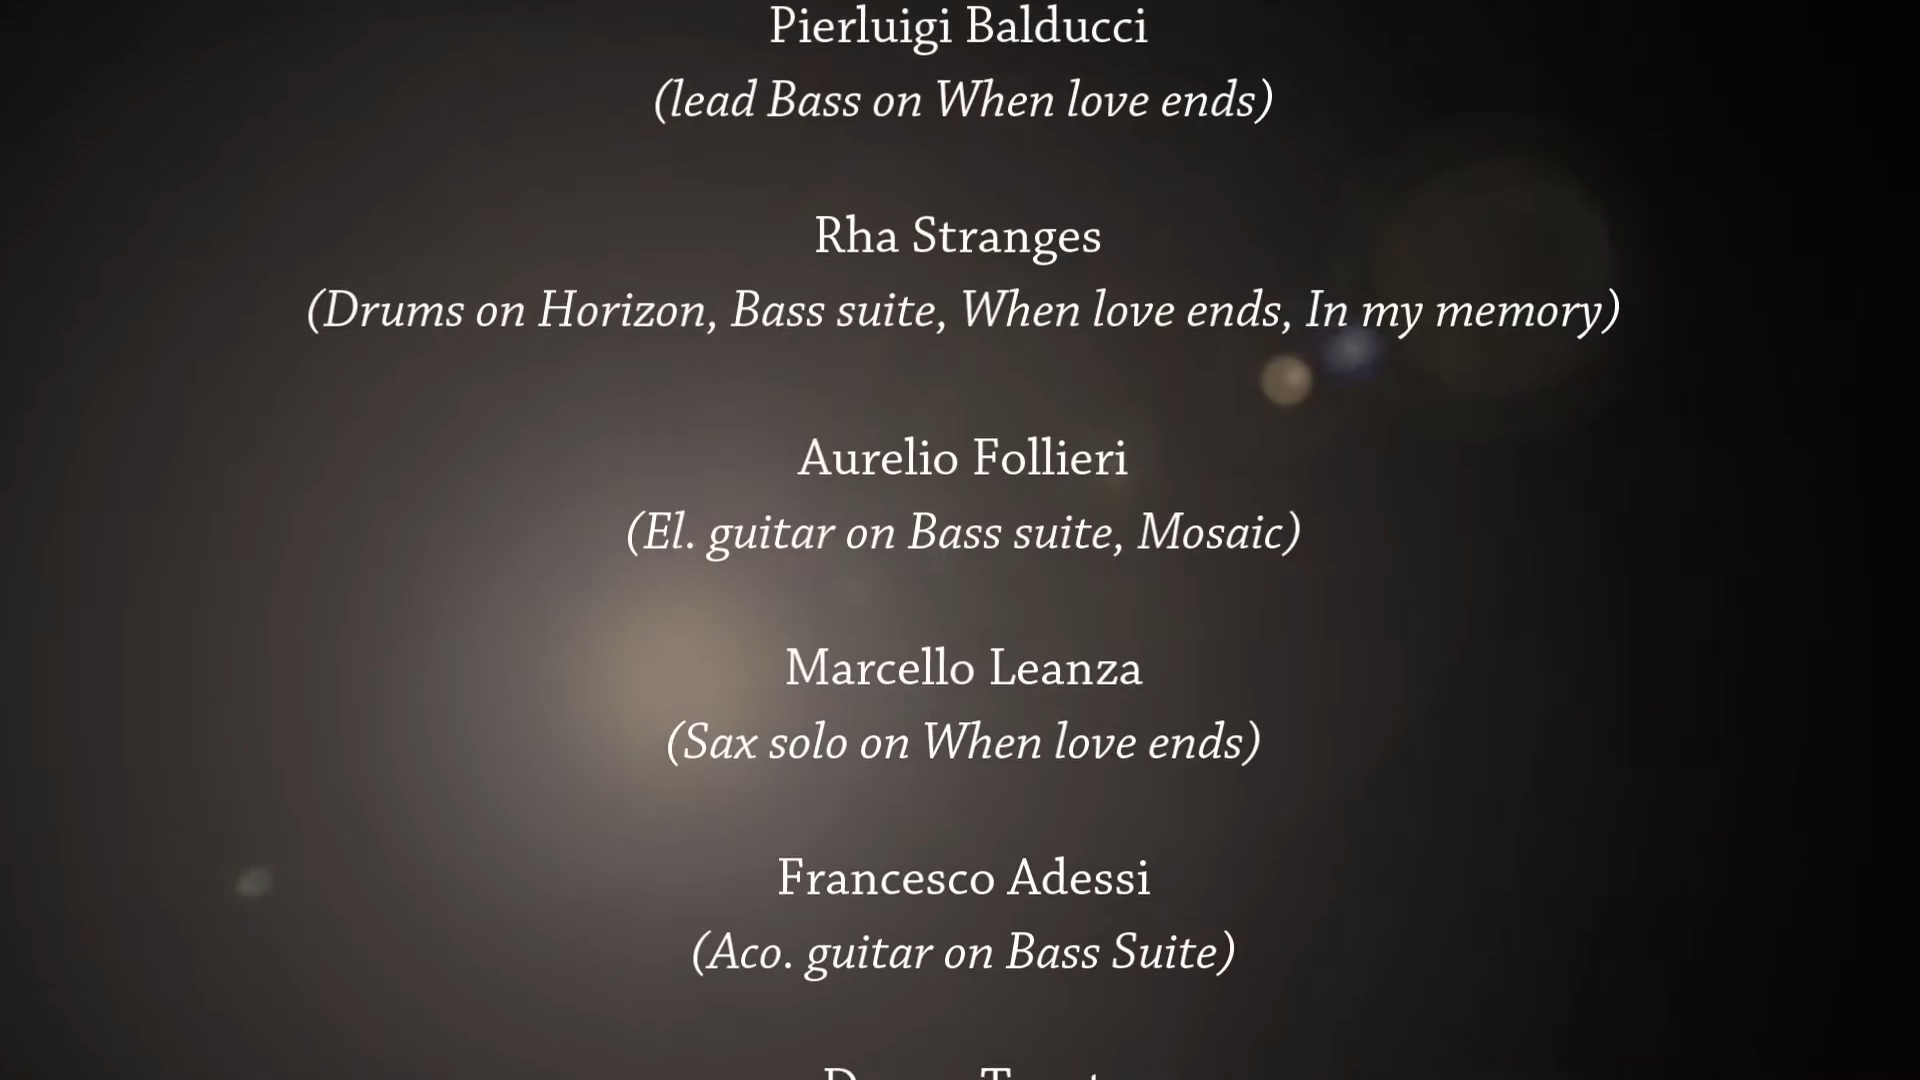 Pierluigi Balducci
(lead Bass on When love ends)
Rha Stranges
(Drums on Horizon, Bass suite, When love ends, In my memory)
Aurelio Follieri
(El. guitar on Bass suite, Mosaic)
Marcello Leanza
(Sax solo on When love ends)
Francesco Adessi
(Aco. guitar on Bass Suite)